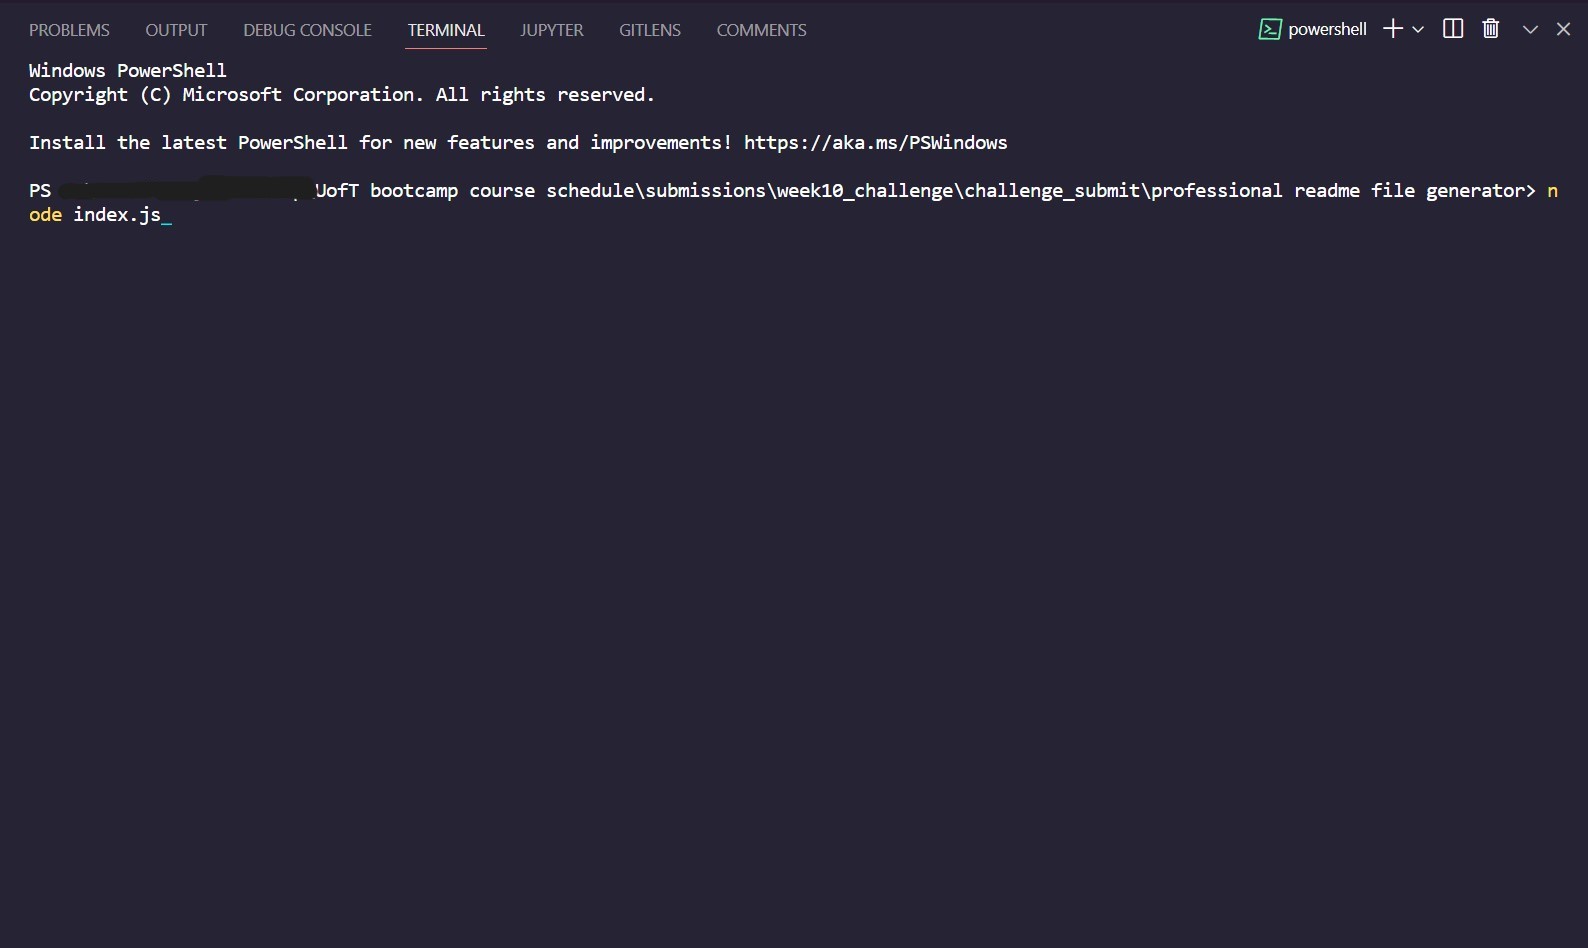 PROBLEMS OUTPUT DEBUG CONSOLE TERMINAL JUPYTER GITLENS COMMENTS powershell
Windows PowerShell
Copyright (C) Microsoft Corporation. All rights reserved.
Install the latest PowerShell for new features and improvements! https://aka.ms/PSWindows
PS UofT bootcamp course schedule\submissions\week10_challenge\challenge_submit\professional readme file generator> n
ode index.js_